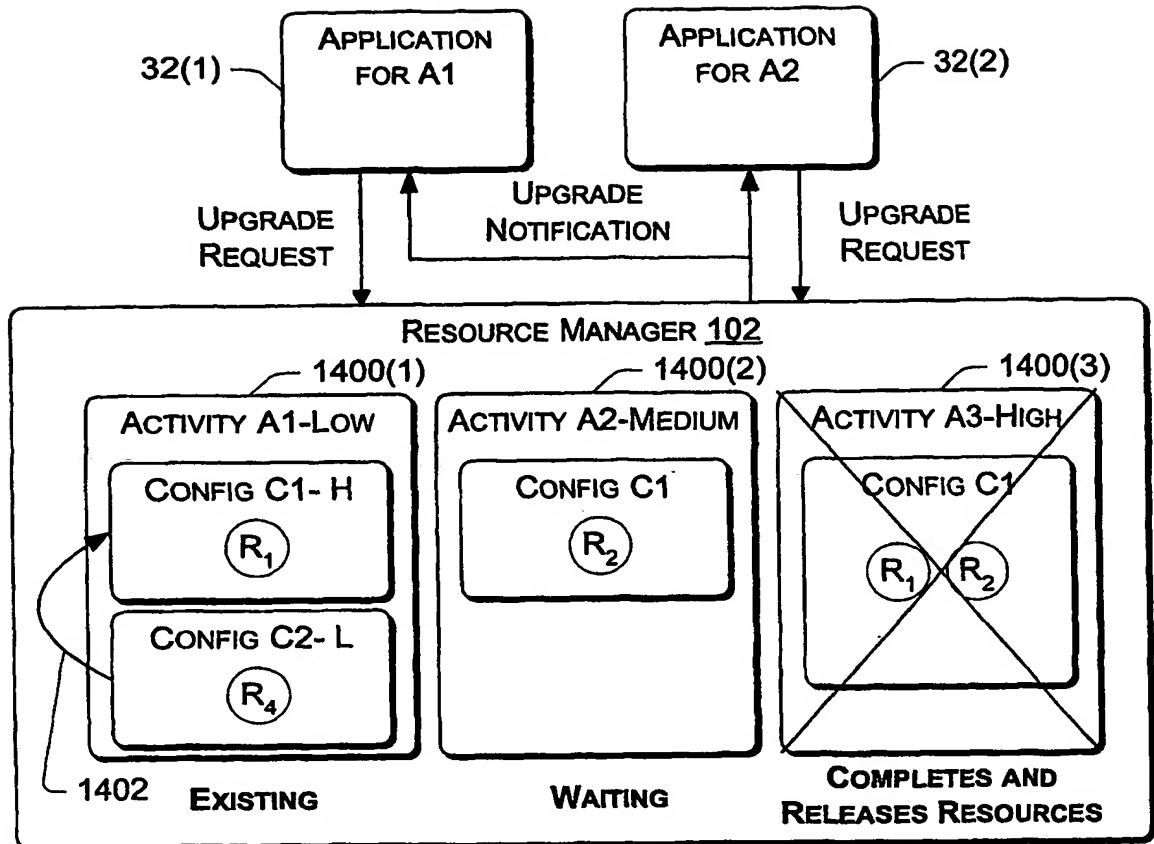 APPLICATION
FOR A1
APPLICATION
FOR A2
32(1)
32(2)
UPGRADE
REQUEST
UPGRADE
NOTIFICATION
UPGRADE
REQUEST
RESOURCE MANAGER 102
1400(1)
1400(2)
1400(3)
ACTIVITY A1-LOW
CONFIG C1- H
R1
CONFIG C2- L
R4
ACTIVITY A2-MEDIUM
CONFIG C1
R2
ACTIVITY A3-HIGH
CONFIG C1
R1 R2
1402
EXISTING
WAITING
COMPLETES AND
RELEASES RESOURCES